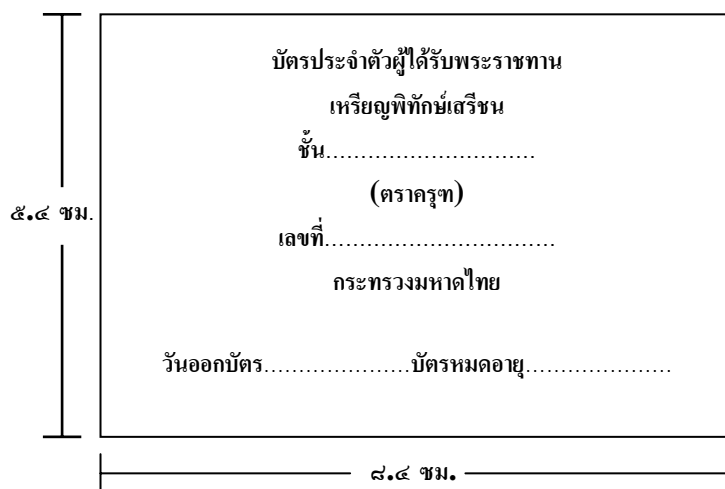 บัตรประจำตัวผู้ได้รับพระราชทาน
เหรียญพิทักษ์เสรีชน
ชั้น..............................
(ตราครุฑ)
๕.๔ ซม.
เลขที่.................................
กระทรวงมหาดไทย
วันออกบัตร.....................บัตรหมดอายุ.....................
๘.๔ ซม.